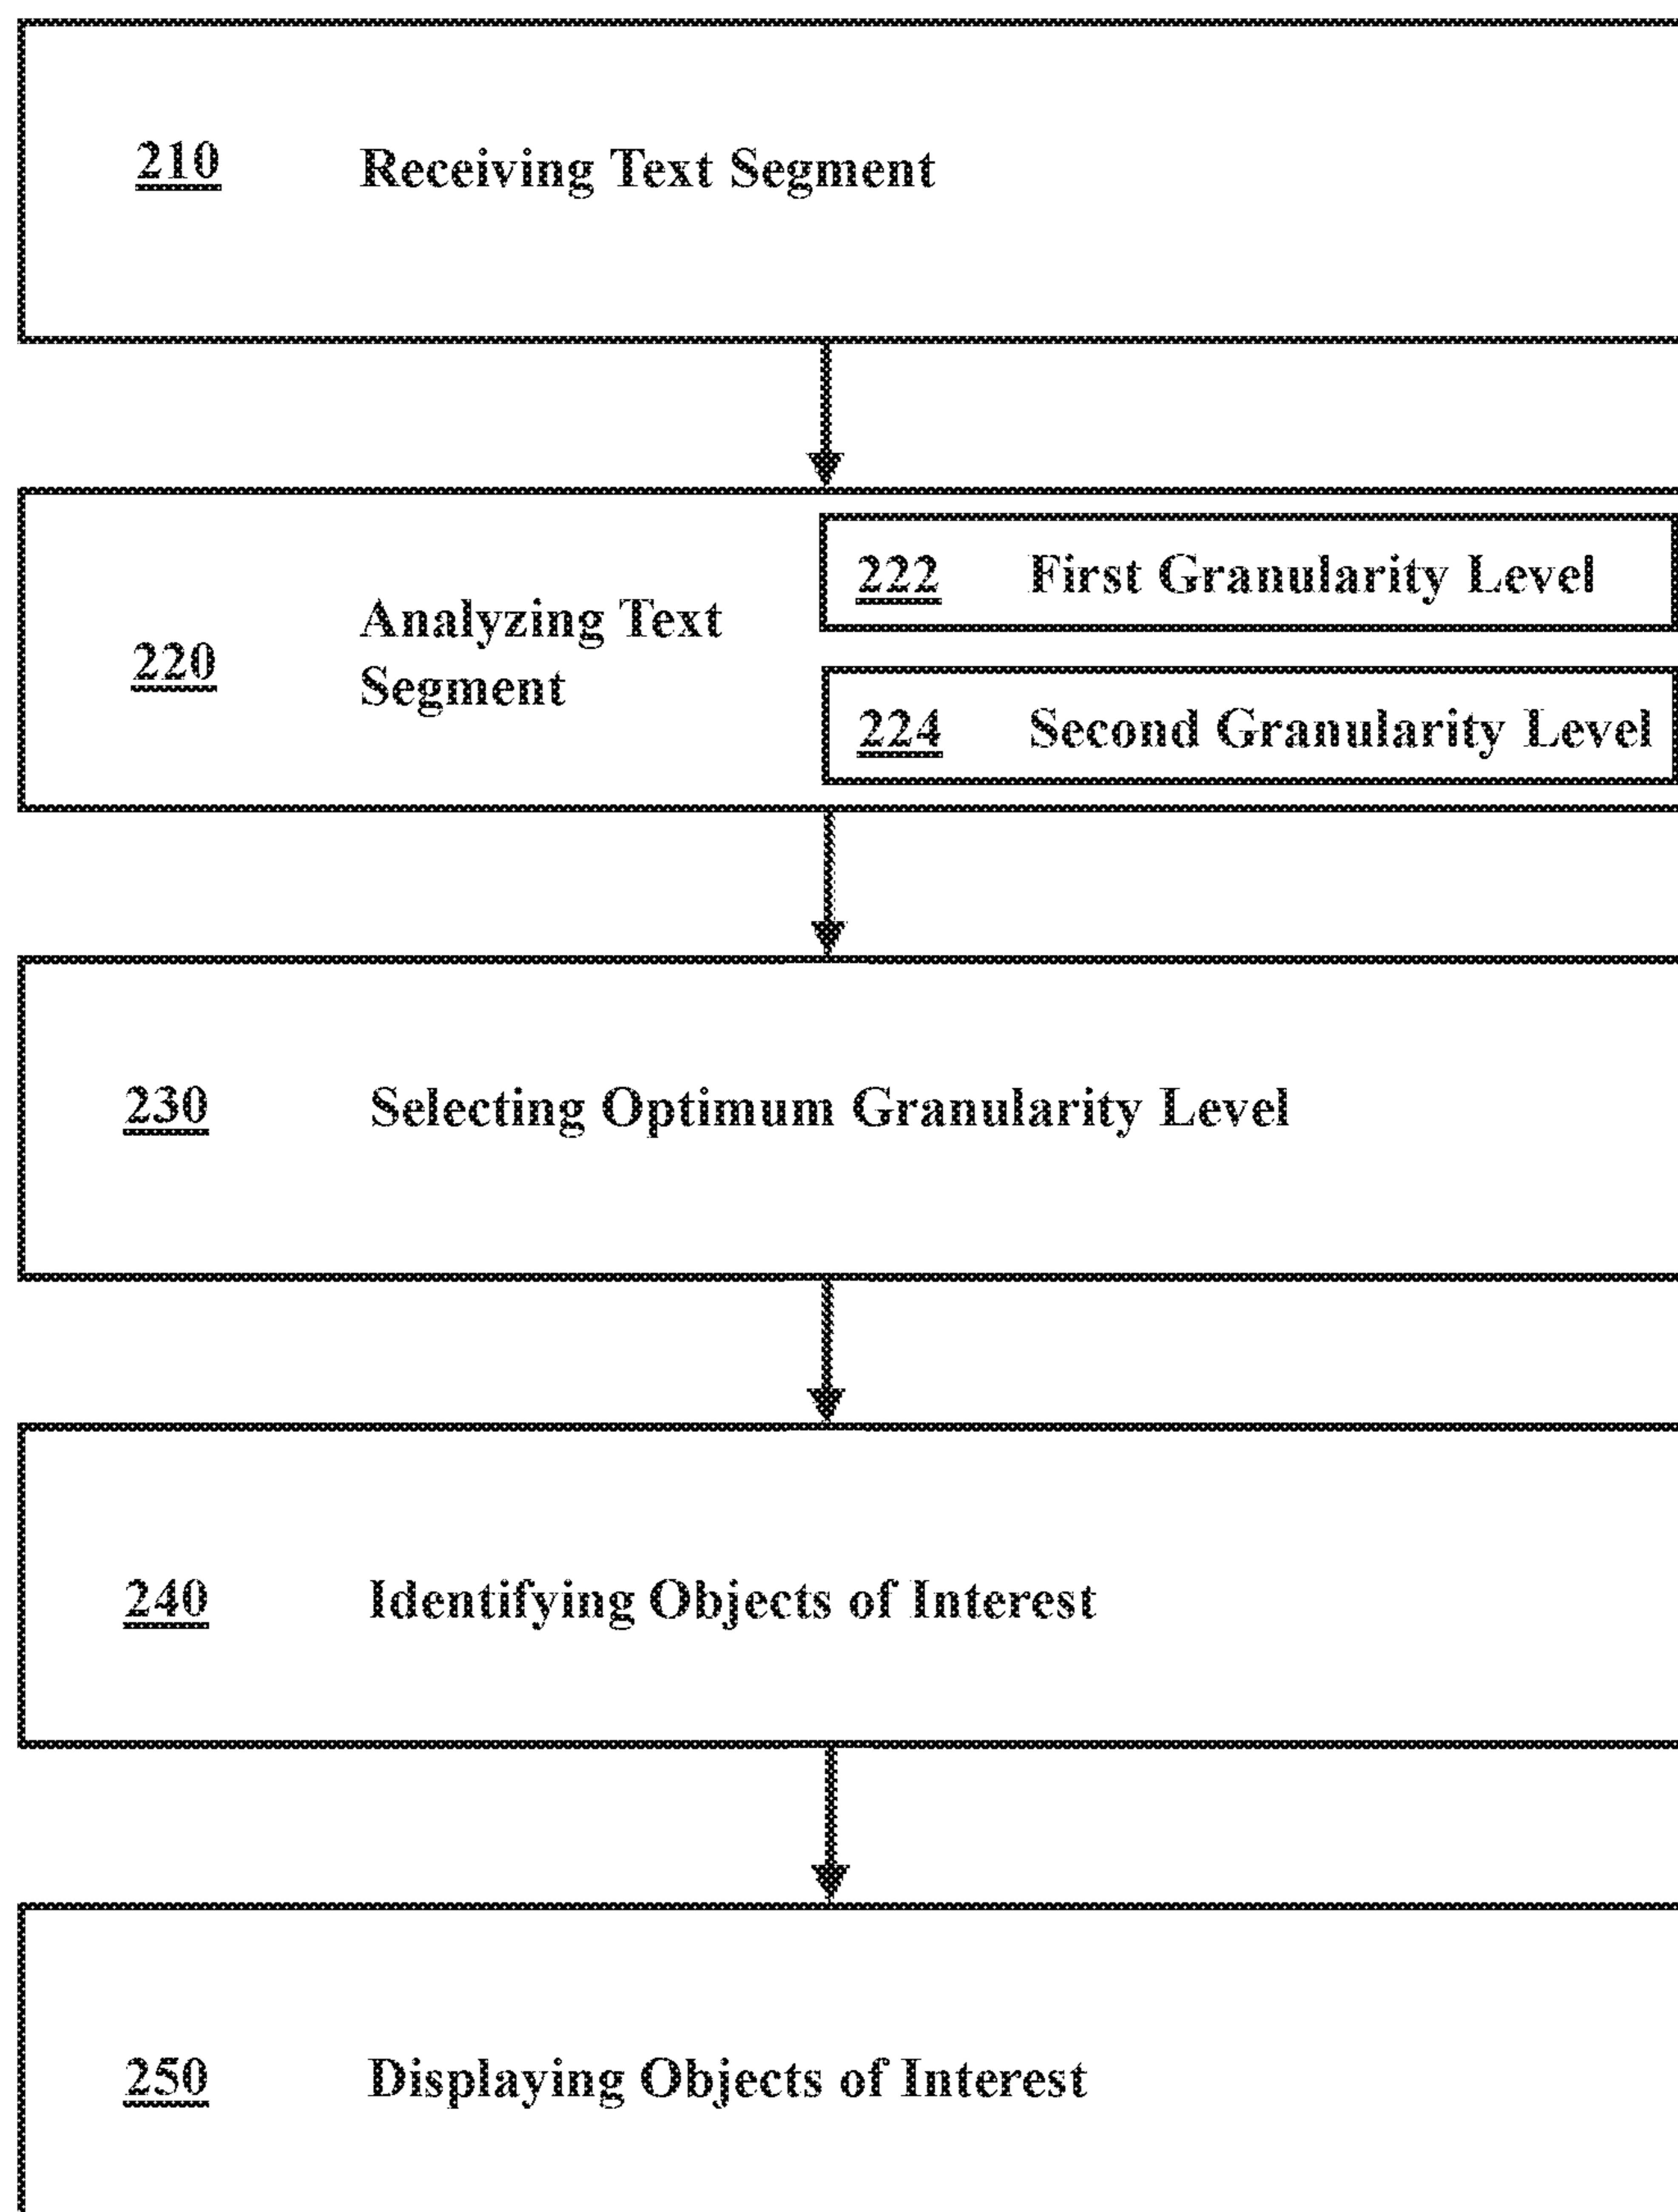 210 Receiving Text Segment
222 First Granularity Level
220 Analyzing Text
Segment
224 Second Granularity Level
230 Selecting Optimum Granularity Level
240 Identifying Objects of Interest
250 Displaying Objects of Interest